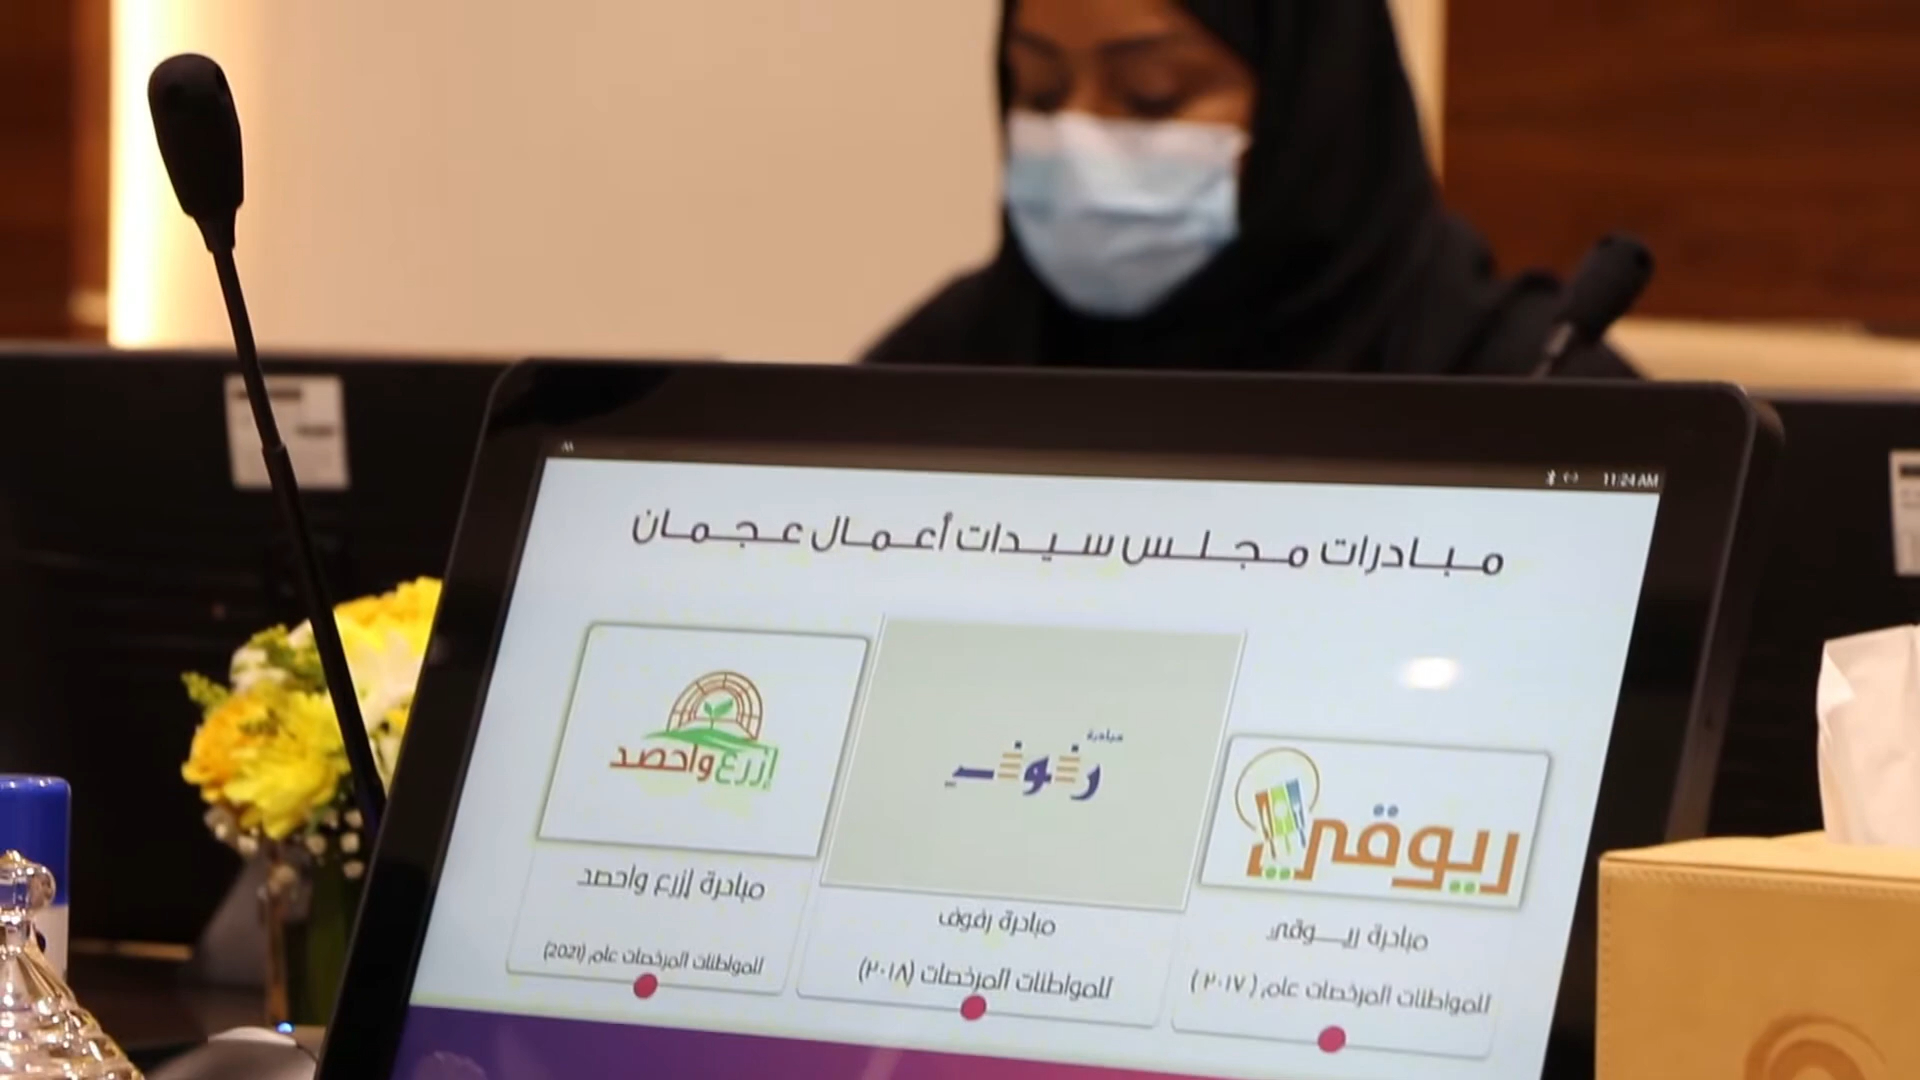 11:24 AM
مبادرات مجلس سيدات أعمال عجمان
ريوقي
مبادرة ريوقي
للمواطنات المرخصات عام (٢٠١٧)
مبادرة
رفوف
مبادرة رفوف
للمواطنات المرخصات (٢٠١٨)
إزرع واحصد
مبادرة إزرع واحصد
للمواطنات المرخصات عام (2021)